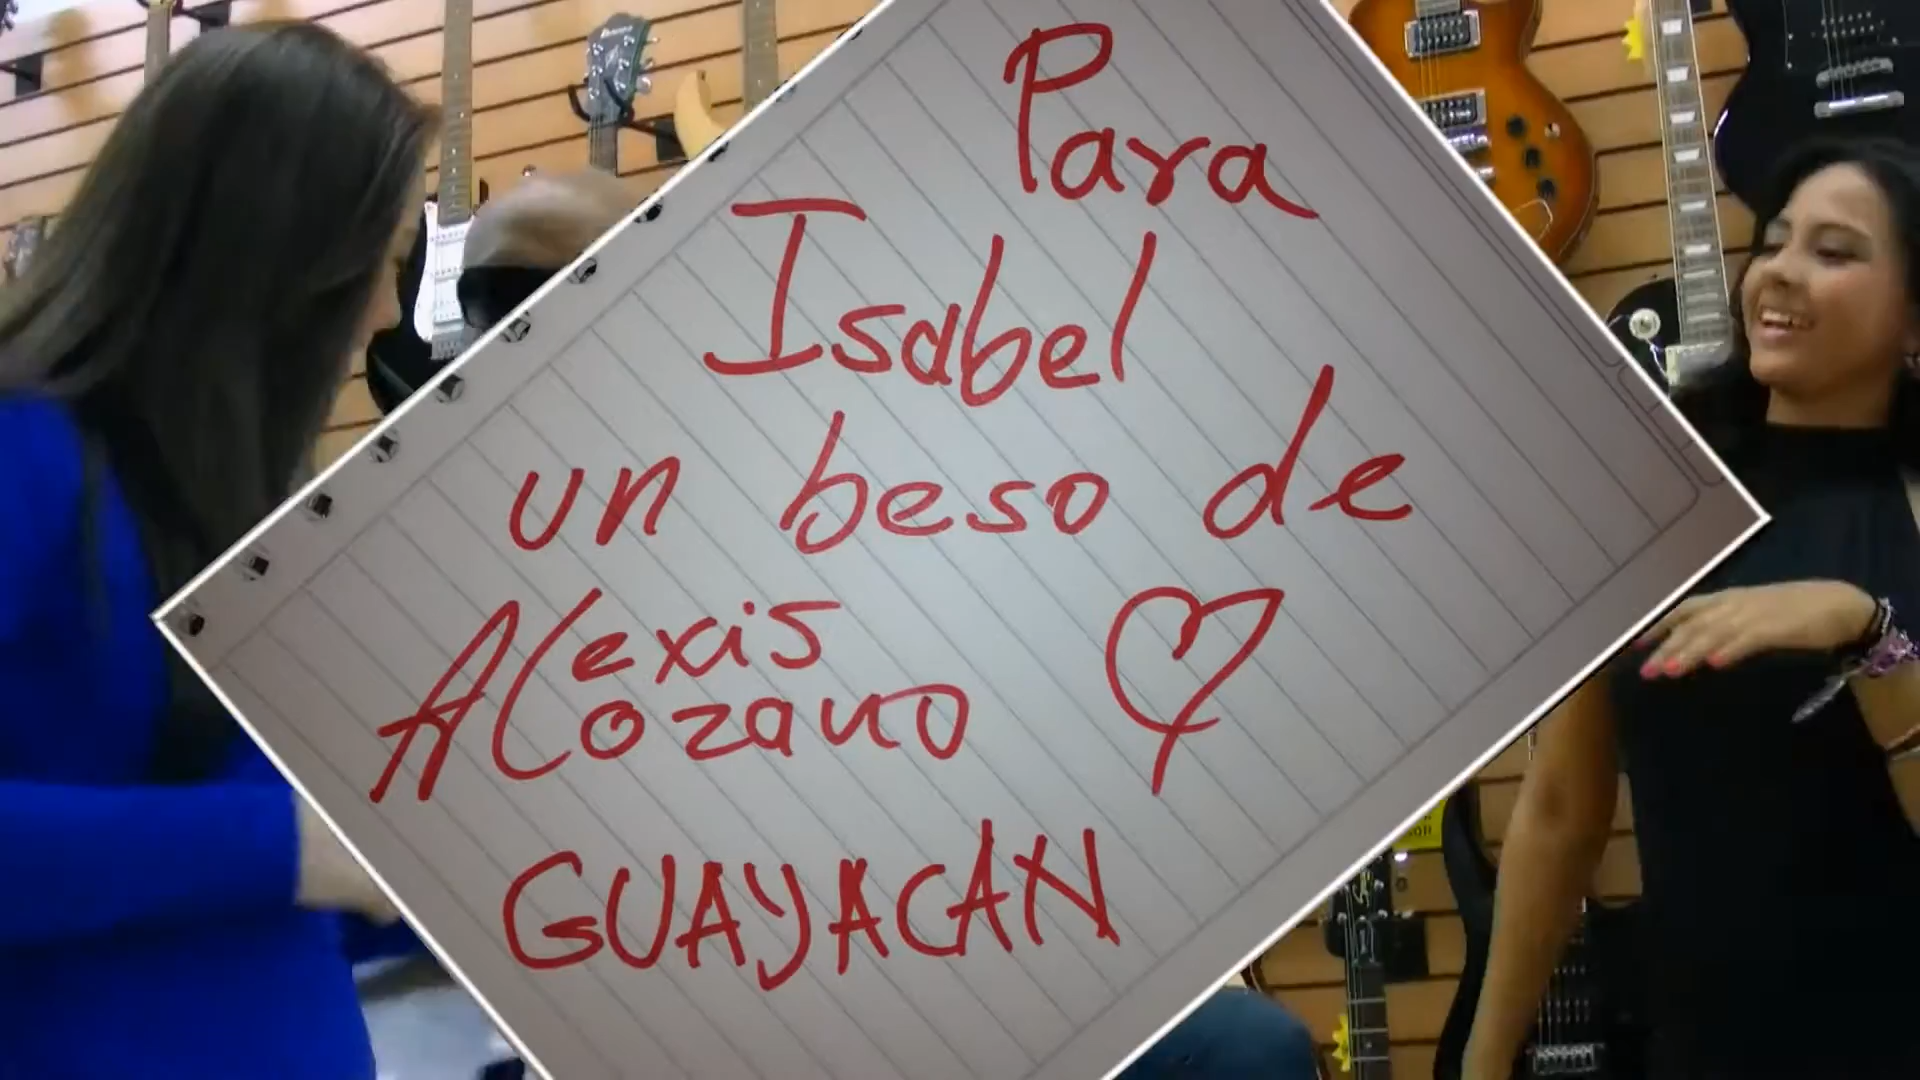 Para
Isabel
un beso de
Alexis
Lozano
GUAYACAN